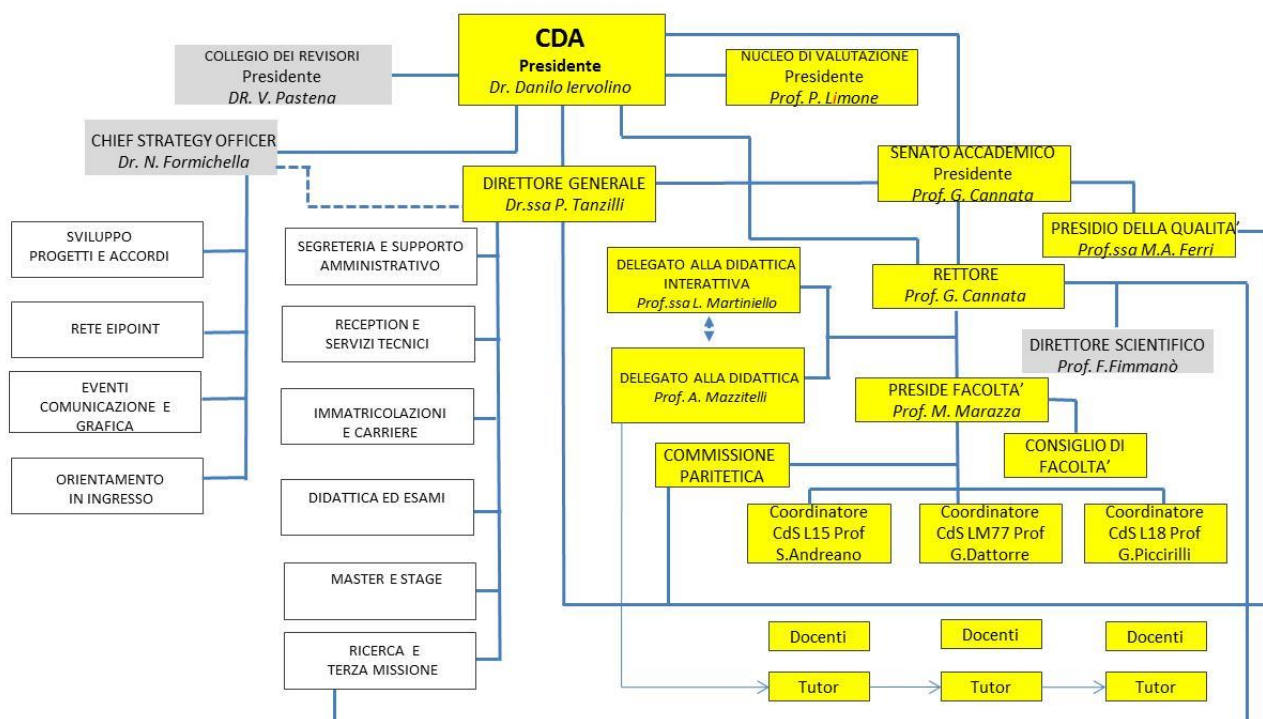 CDA
Presidente
Dr. Danilo Iervolino
COLLEGIO DEI REVISORI
Presidente
DR. V. Pastena
NUCLEO DI VALUTAZIONE
Presidente
Prof. P. Limone
CHIEF STRATEGY OFFICER
Dr. N. Formichella
SENATO ACCADEMICO
Presidente
Prof. G. Cannata
DIRETTORE GENERALE
Dr.ssa P. Tanzilli
PRESIDIO DELLA QUALITA’
Prof.ssa M.A. Ferri
SVILUPPO
PROGETTI E ACCORDI
SEGRETERIA E SUPPORTO
AMMINISTRATIVO
DELEGATO ALLA DIDATTICA
INTERATTIVA
Prof.ssa L. Martiniello
RETTORE
Prof. G. Cannata
RETE EIPOINT
RECEPTION E
SERVIZI TECNICI
DIRETTORE SCIENTIFICO
Prof. F.Fimmanò
EVENTI
COMUNICAZIONE E
GRAFICA
IMMATRICOLAZIONI
E CARRIERE
DELEGATO ALLA DIDATTICA
Prof. A. Mazzitelli
PRESIDE FACOLTA’
Prof. M. Marazza
CONSIGLIO DI
FACOLTA’
ORIENTAMENTO
IN INGRESSO
DIDATTICA ED ESAMI
COMMISSIONE
PARITETICA
Coordinatore
CdS L15 Prof
S.Andreano
Coordinatore
CdS LM77 Prof
G.Dattorre
Coordinatore
CdS L18 Prof
G.Piccirilli
MASTER E STAGE
RICERCA E
TERZA MISSIONE
Docenti
Docenti
Docenti
Tutor
Tutor
Tutor